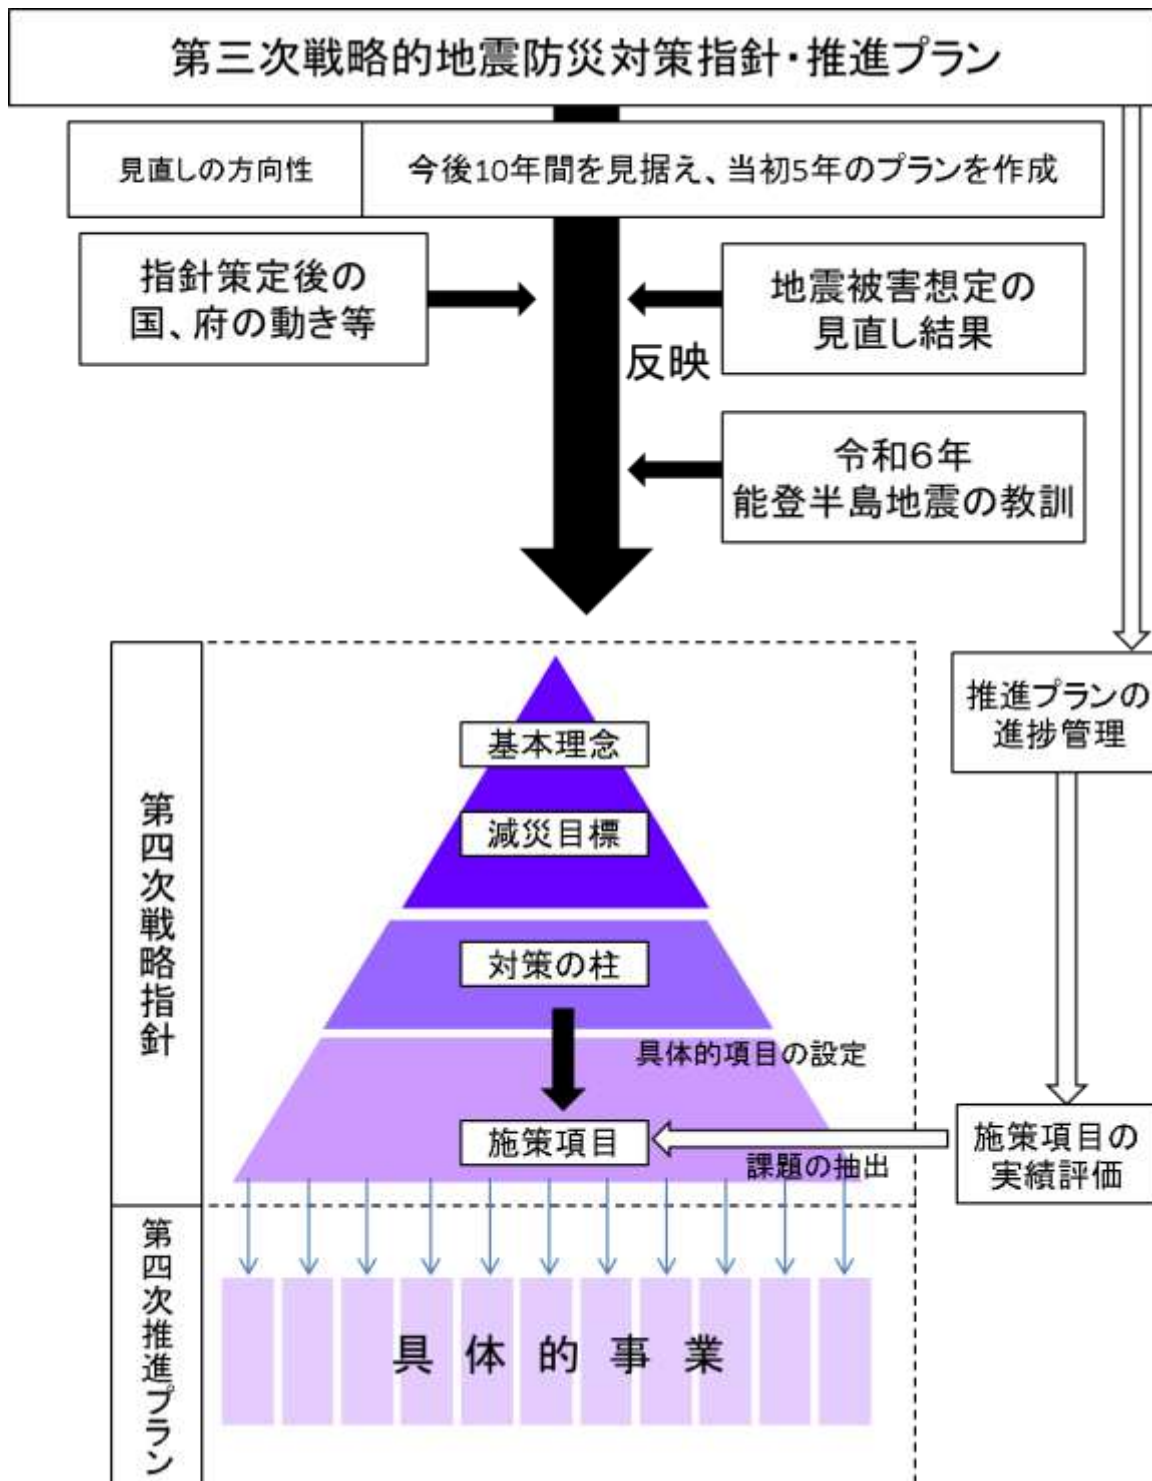 第三次戦略的地震防災対策指針・推進プラン
見直しの方向性
今後10年間を見据え、当初5年のプランを作成
指針策定後の
国、府の動き等
地震被害想定の
見直し結果
反映
令和6年
能登半島地震の教訓
推進プランの
進捗管理
第四次戦略指針
基本理念
減災目標
対策の柱
具体的項目の設定
施策項目
課題の抽出
施策項目の
実績評価
第四次推進プラン
具体的事業